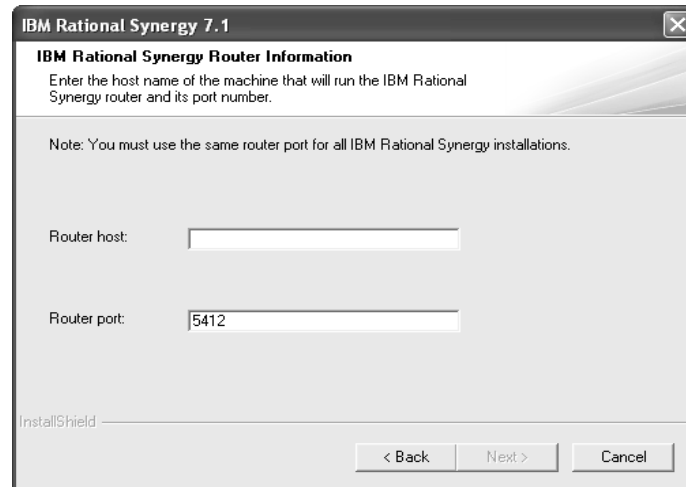 IBM Rational Synergy 7.1
IBM Rational Synergy Router Information
Enter the host name of the machine that will run the IBM Rational
Synergy router and its port number.
Note: You must use the same router port for all IBM Rational Synergy installations.
Router host:
Router port: 5412
InstallShield
< Back Next > Cancel